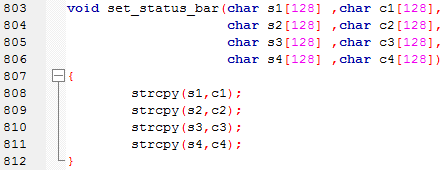 803 void set_status_bar(char s1[128] ,char c1[128],
804 char s2[128] ,char c2[128],
805 char s3[128] ,char c3[128],
806 char s4[128] ,char c4[128])
807 {
808 strcpy(s1,c1);
809 strcpy(s2,c2);
810 strcpy(s3,c3);
811 strcpy(s4,c4);
812 }